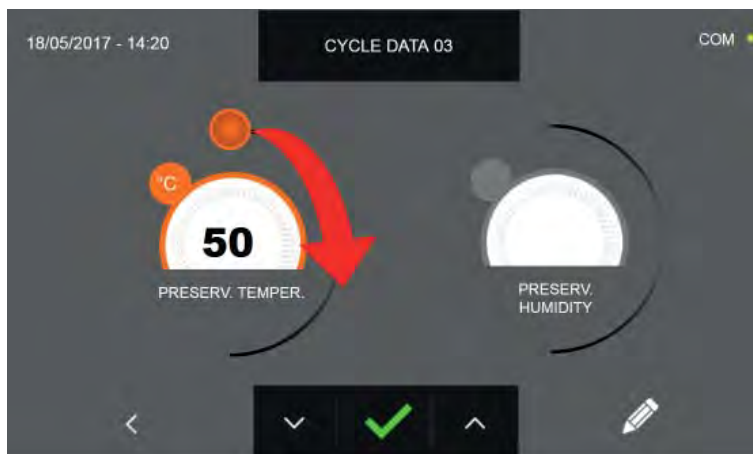 18/05/2017 - 14:20
CYCLE DATA 03
COM
°C
50
PRESERV. TEMPER.
PRESERV.
HUMIDITY